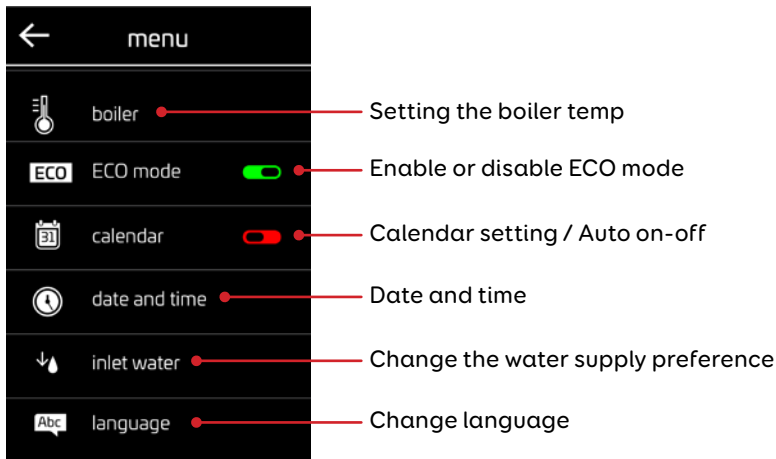 menu
boiler
Setting the boiler temp
ECO
ECO mode
Enable or disable ECO mode
31
calendar
Calendar setting / Auto on-off
date and time
Date and time
inlet water
Change the water supply preference
Abc
language
Change language